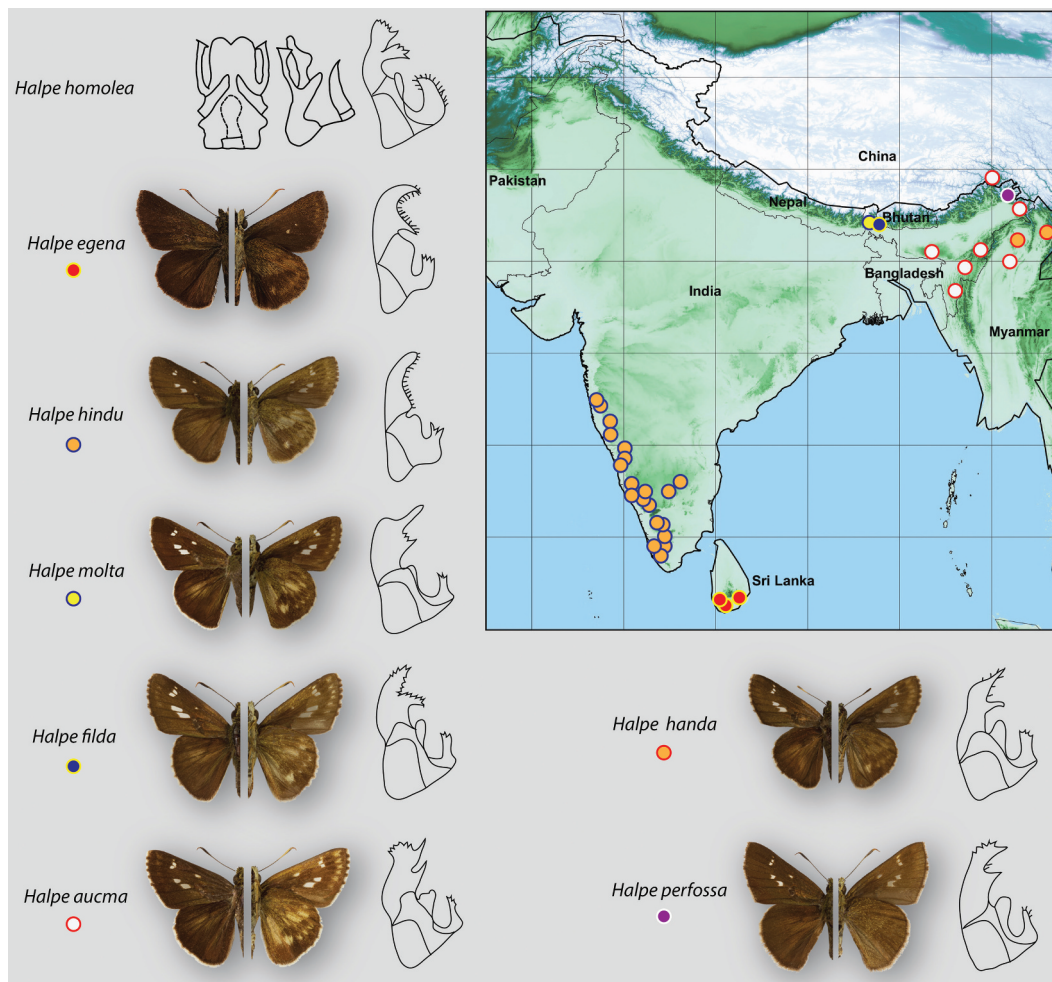 Halpe homolea
Halpe egena
Halpe hindu
Halpe molta
Halpe filda
Halpe aucma
China
Pakistan
Nepal
Bhutan
Bangladesh
India
Myanmar
Sri Lanka
Halpe handa
Halpe perfossa